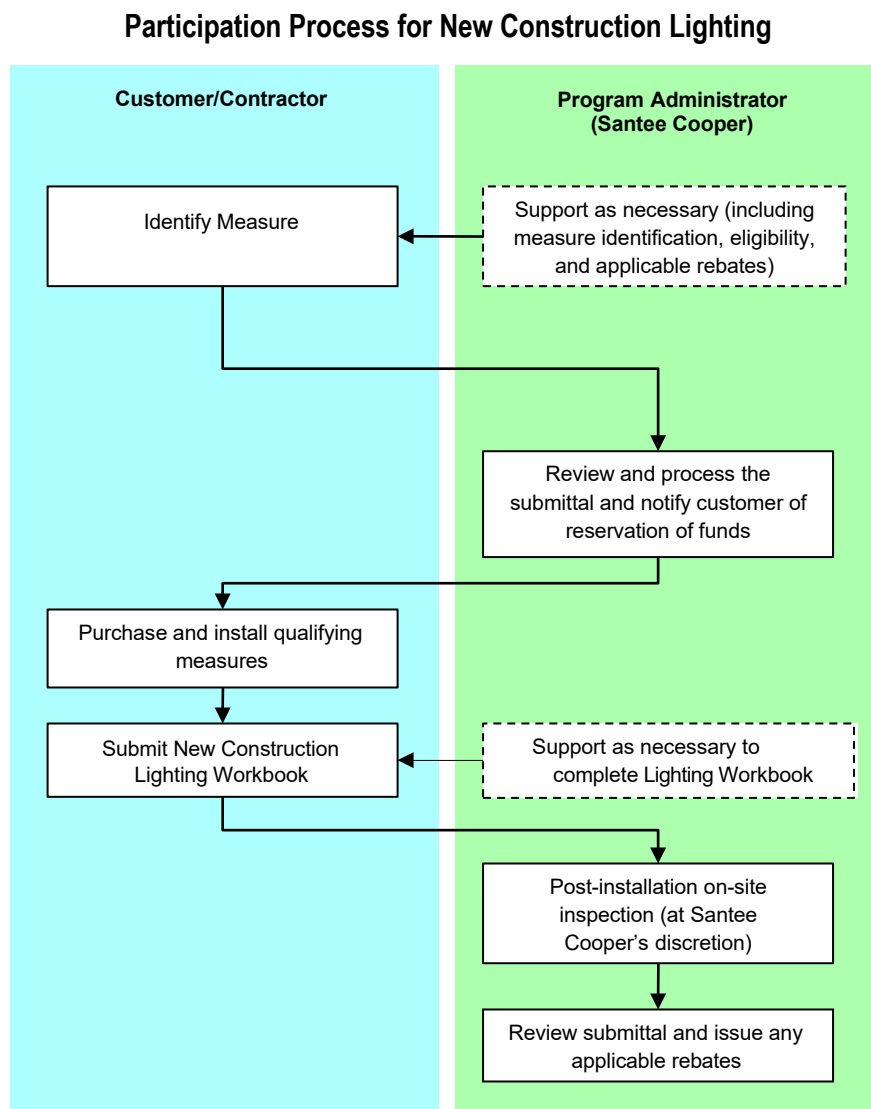 Participation Process for New Construction Lighting
Customer/Contractor
Program Administrator
(Santee Cooper)
Identify Measure
Support as necessary (including
measure identification, eligibility,
and applicable rebates)
Review and process the
submittal and notify customer of
reservation of funds
Purchase and install qualifying
measures
Submit New Construction
Lighting Workbook
Support as necessary to
complete Lighting Workbook
Post-installation on-site
inspection (at Santee
Cooper’s discretion)
Review submittal and issue any
applicable rebates